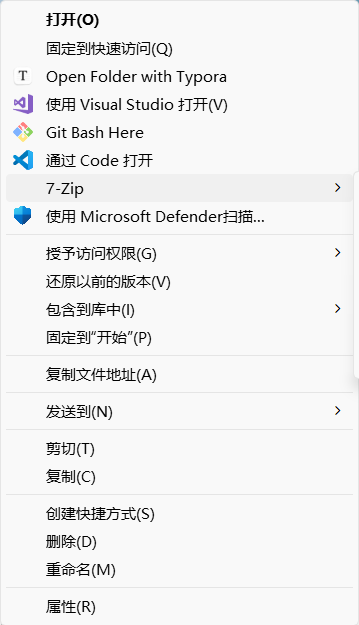 打开(O)
固定到快速访问(Q)
T Open Folder with Typora
使用 Visual Studio 打开(V)
Git Bash Here
通过 Code 打开
7-Zip
使用 Microsoft Defender扫描...
授予访问权限(G)
还原以前的版本(V)
包含到库中(I)
固定到“开始”(P)
复制文件地址(A)
发送到(N)
剪切(T)
复制(C)
创建快捷方式(S)
删除(D)
重命名(M)
属性(R)